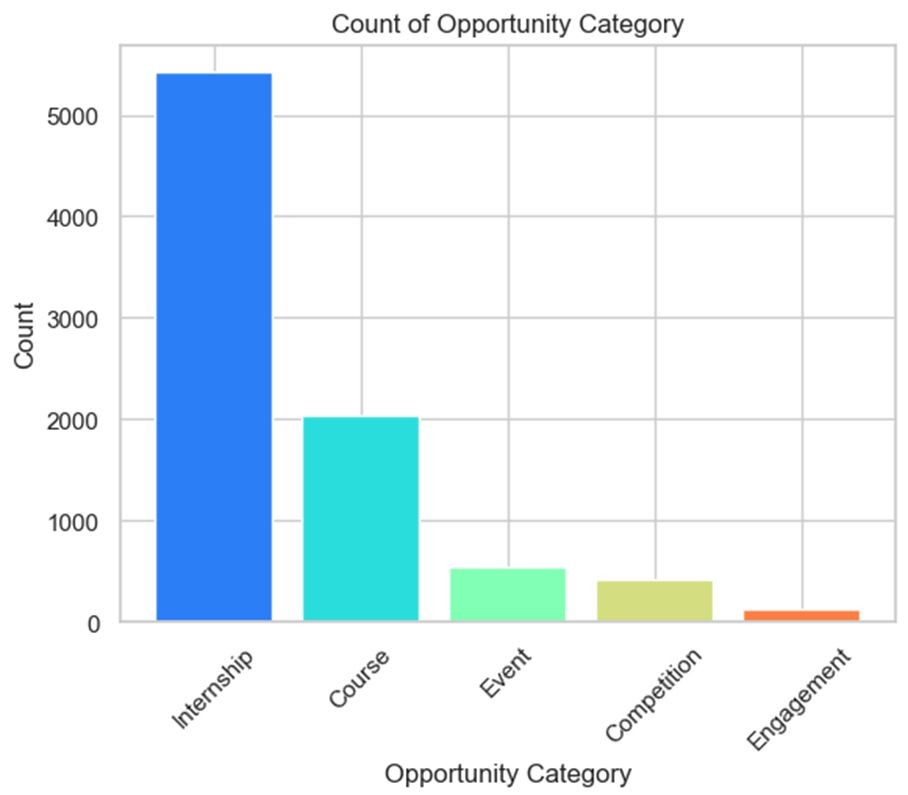 Count of Opportunity Category
Count
5000
4000
3000
2000
1000
0
Internship
Course
Event
Competition
Engagement
Opportunity Category